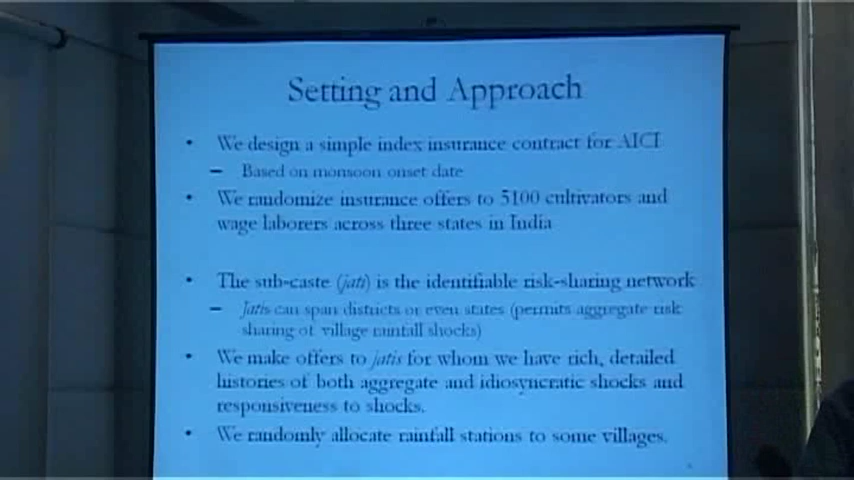 Setting and Approach
• We design a simple index insurance contract for AICI
– Based on monsoon onset date
• We randomize insurance offers to 5100 cultivators and
wage laborers across three states in India
• The sub-caste (jati) is the identifiable risk-sharing network
– Jatis can span districts or even states (permits aggregate risk
sharing of village rainfall shocks)
• We make offers to jatis for whom we have rich, detailed
histories of both aggregate and idiosyncratic shocks and
responsiveness to shocks.
• We randomly allocate rainfall stations to some villages.